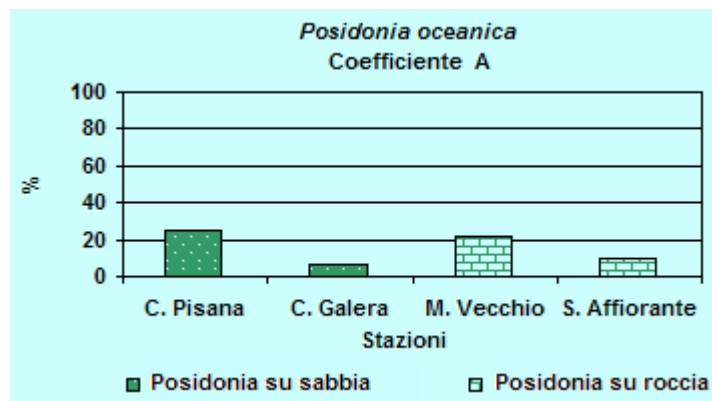 Posidonia oceanica
Coefficiente A
100
80
60
40
20
0
%
C. Pisana C. Galera M. Vecchio S. Affiorante
Stazioni
Posidonia su sabbia Posidonia su roccia